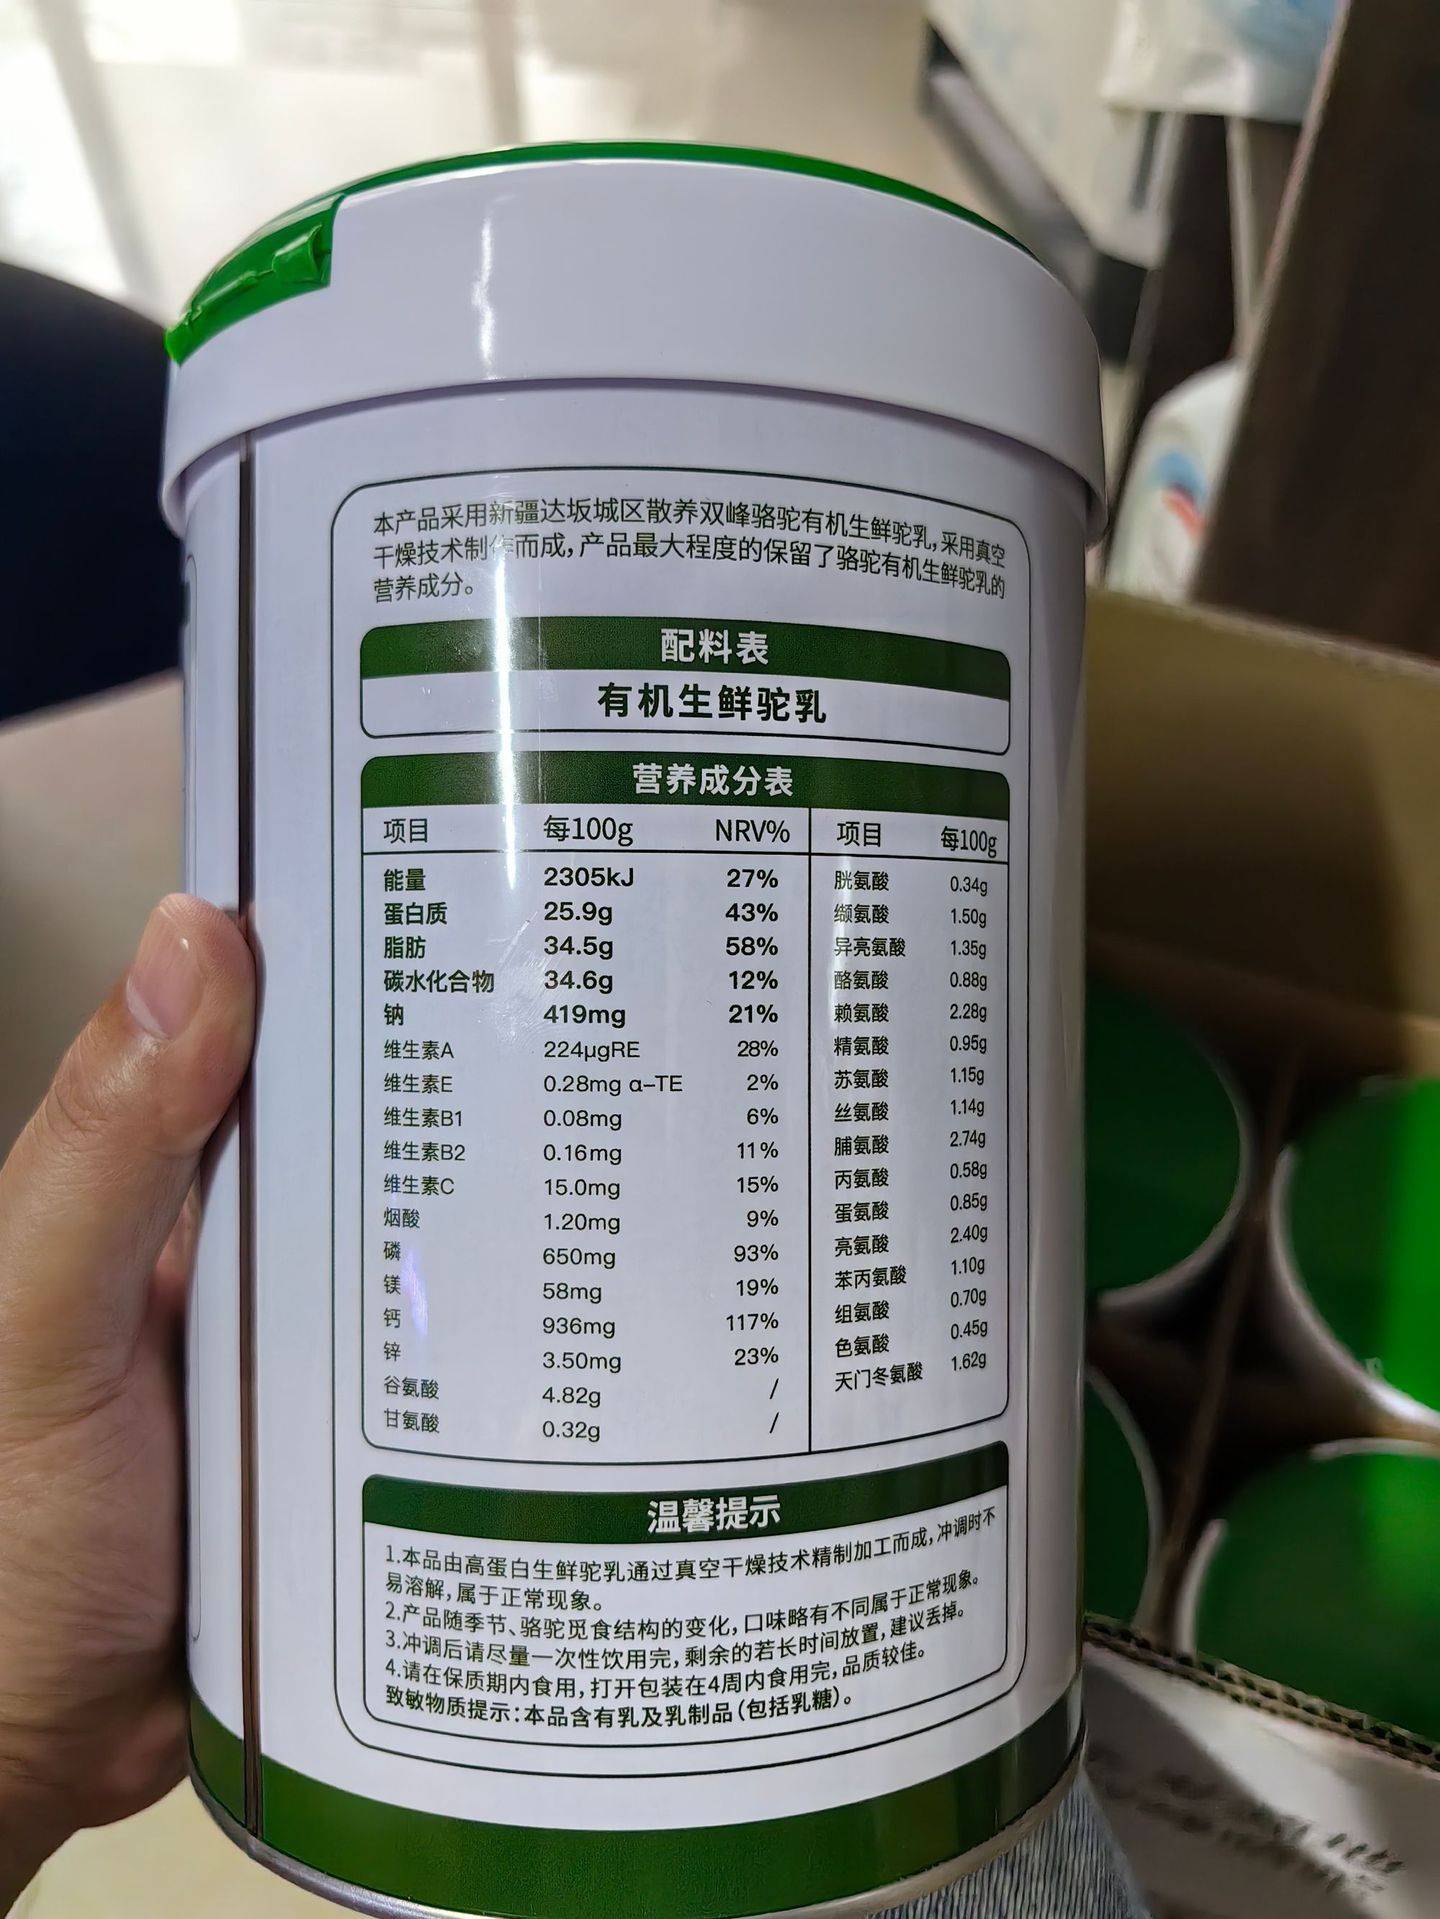 本产品采用新疆达坂城区散养双峰骆驼有机生鲜驼乳,采用真空
干燥技术制作而成,产品最大程度的保留了骆驼有机生鲜驼乳的
营养成分。
配料表
有机生鲜驼乳
营养成分表
项目 每100g NRV% 项目 每100g
能量 2305kJ 27% 胱氨酸 0.34g
蛋白质 25.9g 43% 缬氨酸 1.50g
脂肪 34.5g 58% 异亮氨酸 1.35g
碳水化合物 34.6g 12% 酪氨酸 0.88g
钠 419mg 21% 赖氨酸 2.28g
维生素A 224μgRE 28% 精氨酸 0.95g
维生素E 0.28mg α-TE 2% 苏氨酸 1.15g
维生素B1 0.08mg 6% 丝氨酸 1.14g
维生素B2 0.16mg 11% 脯氨酸 2.74g
维生素C 15.0mg 15% 丙氨酸 0.58g
烟酸 1.20mg 9% 蛋氨酸 0.85g
磷 650mg 93% 亮氨酸 2.40g
镁 58mg 19% 苯丙氨酸 1.10g
钙 936mg 117% 组氨酸 0.70g
锌 3.50mg 23% 色氨酸 0.45g
谷氨酸 4.82g / 天门冬氨酸 1.62g
甘氨酸 0.32g /
温馨提示
1.本品由高蛋白生鲜驼乳通过真空干燥技术精制加工而成,冲调时不
易溶解,属于正常现象。
2.产品随季节、骆驼觅食结构的变化,口味略有不同属于正常现象。
3.冲调后请尽量一次性饮用完,剩余的若长时间放置,建议丢掉。
4.请在保质期内食用,打开包装在4周内食用完,品质较佳。
致敏物质提示:本品含有乳及乳制品(包括乳糖)。